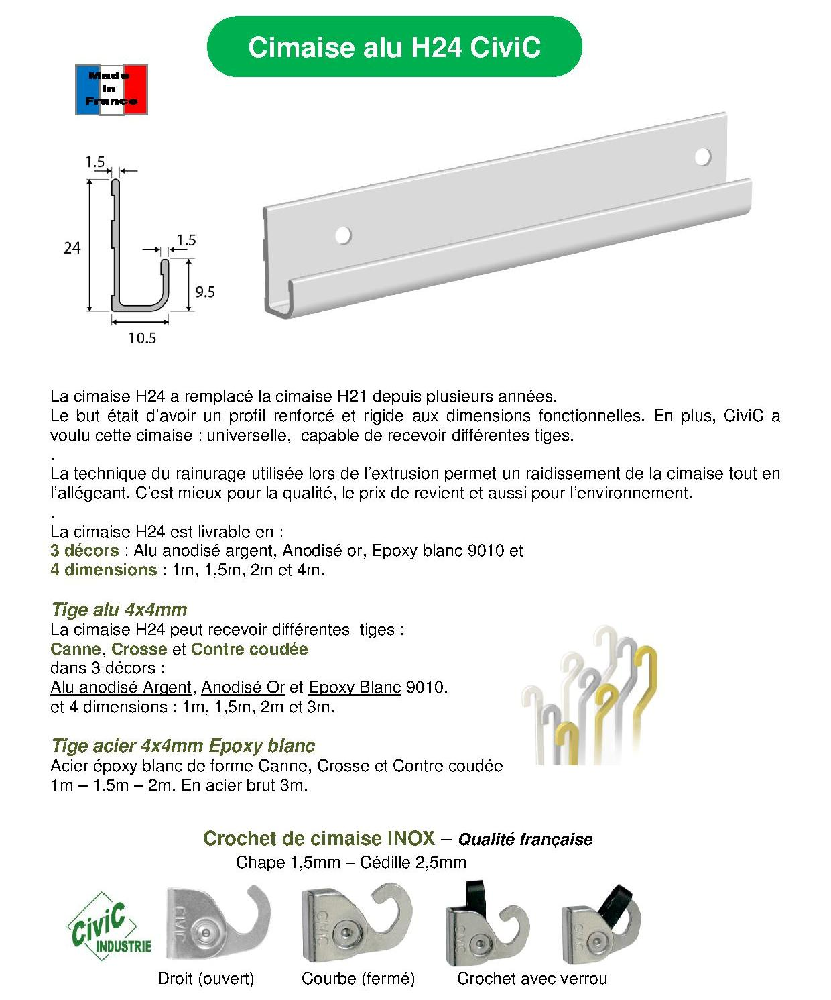 Cimaise alu H24 CiviC
Made
In
France
1.5
24
1.5
9.5
10.5
La cimaise H24 a remplacé la cimaise H21 depuis plusieurs années.
Le but était d’avoir un profil renforcé et rigide aux dimensions fonctionnelles. En plus, CiviC a
voulu cette cimaise : universelle, capable de recevoir différentes tiges.
.
La technique du rainurage utilisée lors de l’extrusion permet un raidissement de la cimaise tout en
l’allégeant. C’est mieux pour la qualité, le prix de revient et aussi pour l’environnement.
.
La cimaise H24 est livrable en :
3 décors : Alu anodisé argent, Anodisé or, Epoxy blanc 9010 et
4 dimensions : 1m, 1,5m, 2m et 4m.
Tige alu 4x4mm
La cimaise H24 peut recevoir différentes tiges :
Canne, Crosse et Contre coudée
dans 3 décors :
Alu anodisé Argent, Anodisé Or et Epoxy Blanc 9010.
et 4 dimensions : 1m, 1,5m, 2m et 3m.
Tige acier 4x4mm Epoxy blanc
Acier époxy blanc de forme Canne, Crosse et Contre coudée
1m – 1.5m – 2m. En acier brut 3m.
Crochet de cimaise INOX – Qualité française
Chape 1,5mm – Cédille 2,5mm
CiviC
INDUSTRIE
CIVIC
CIVIC
CIVIC
CIVIC
Droit (ouvert)
Courbe (fermé)
Crochet avec verrou